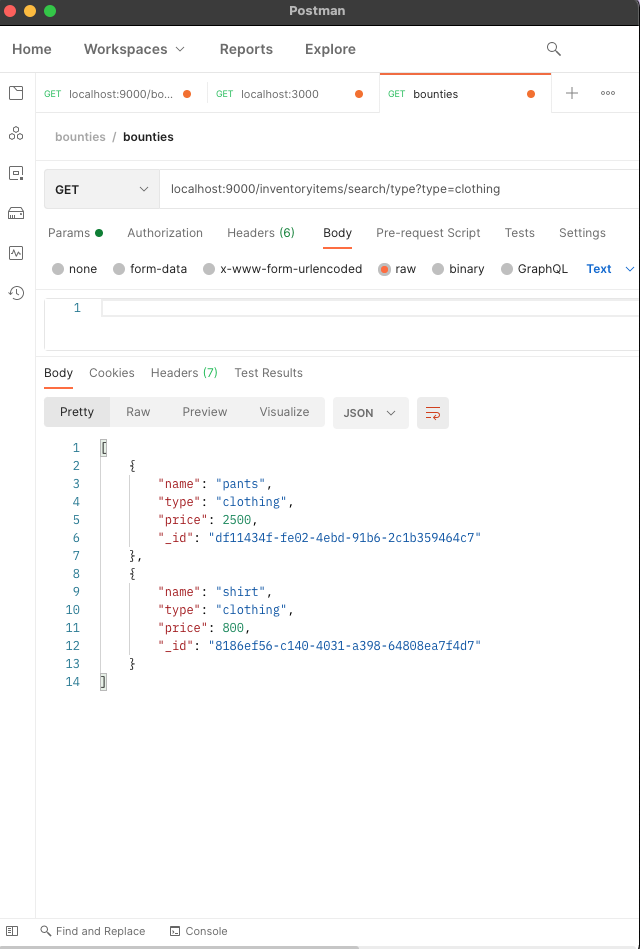 Postman
Home Workspaces Reports Explore
GET localhost:9000/bo... GET localhost:3000 GET bounties
bounties / bounties
GET localhost:9000/inventoryitems/search/type?type=clothing
Params Authorization Headers (6) Body Pre-request Script Tests Settings
none form-data x-www-form-urlencoded raw binary GraphQL Text
1
Body Cookies Headers (7) Test Results
Pretty Raw Preview Visualize JSON
1 [
2 {
3 "name": "pants",
4 "type": "clothing",
5 "price": 2500,
6 "_id": "df11434f-fe02-4ebd-91b6-2c1b359464c7"
7 },
8 {
9 "name": "shirt",
10 "type": "clothing",
11 "price": 800,
12 "_id": "8186ef56-c140-4031-a398-64808ea7f4d7"
13 }
14 ]
Find and Replace Console